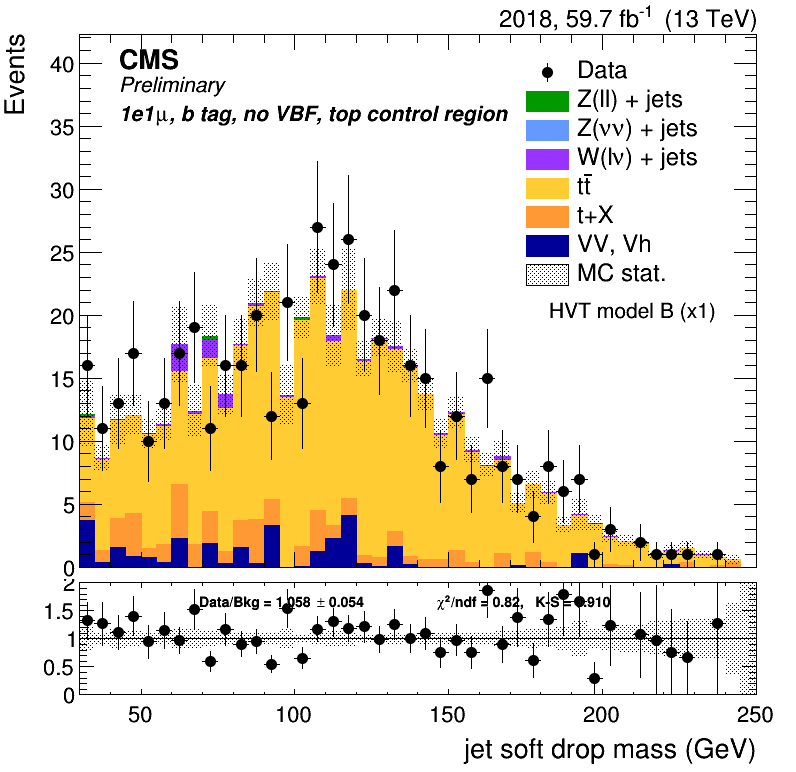 2018, 59.7 fb⁻¹ (13 TeV)
Events
CMS
Preliminary
1e1μ, b tag, no VBF, top control region
Data
Z(ll) + jets
Z(νν) + jets
W(lν) + jets
tt̄
t+X
VV, Vh
MC stat.
HVT model B (x1)
40
35
30
25
20
15
10
5
0
Data/Bkg = 1.058 ± 0.054
χ²/ndf = 0.82, K-S = 0.910
2
1.5
1
0.5
0
50
100
150
200
250
jet soft drop mass (GeV)